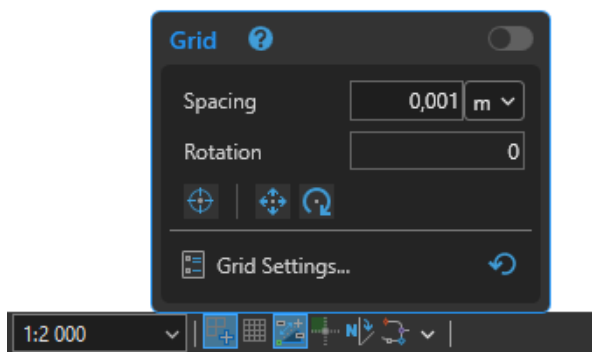 Grid ?
Spacing 0,001 m
Rotation 0
Grid Settings...
1:2 000 N